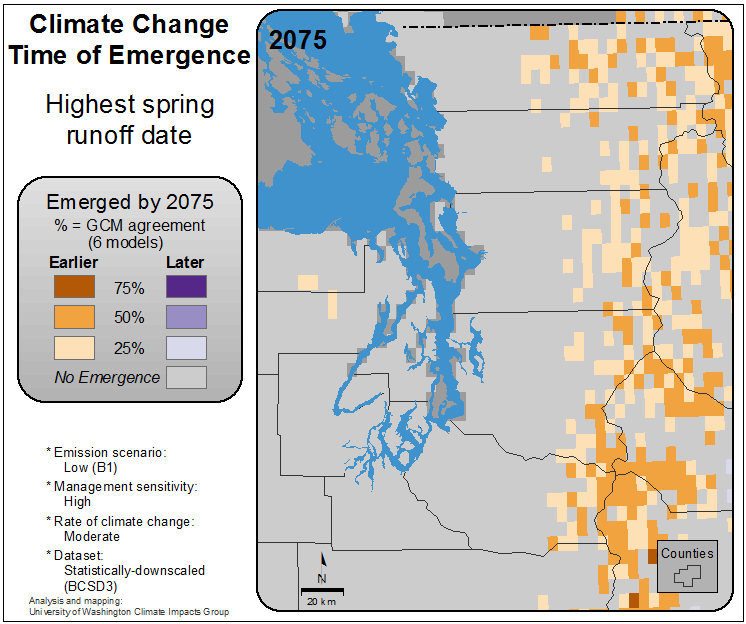 Climate Change
Time of Emergence
Highest spring
runoff date
Emerged by 2075
% = GCM agreement
(6 models)
Earlier Later
75%
50%
25%
No Emergence
* Emission scenario:
Low (B1)
* Management sensitivity:
High
* Rate of climate change:
Moderate
* Dataset:
Statistically-downscaled
(BCSD3)
Analysis and mapping:
University of Washington Climate Impacts Group
2075
N
20 km
Counties